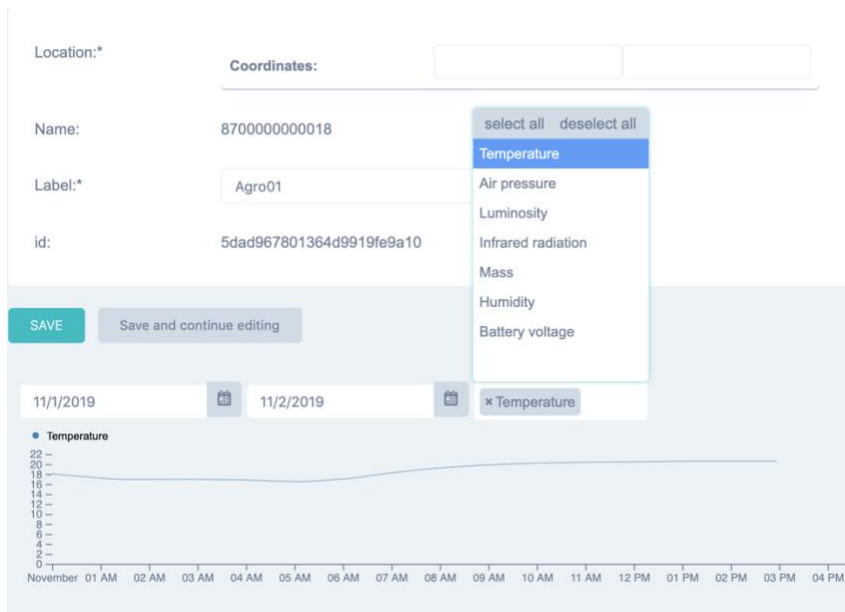 Location:*
Coordinates:
Name: 8700000000018
select all deselect all
Temperature
Label:* Agro01
Air pressure
Luminosity
id: 5dad967801364d9919fe9a10
Infrared radiation
Mass
Humidity
SAVE Save and continue editing
Battery voltage
11/1/2019 11/2/2019 × Temperature
Temperature
22
20
18
16
14
12
10
8
6
4
2
0
November 01 AM 02 AM 03 AM 04 AM 05 AM 06 AM 07 AM 08 AM 09 AM 10 AM 11 AM 12 PM 01 PM 02 PM 03 PM 04 PM